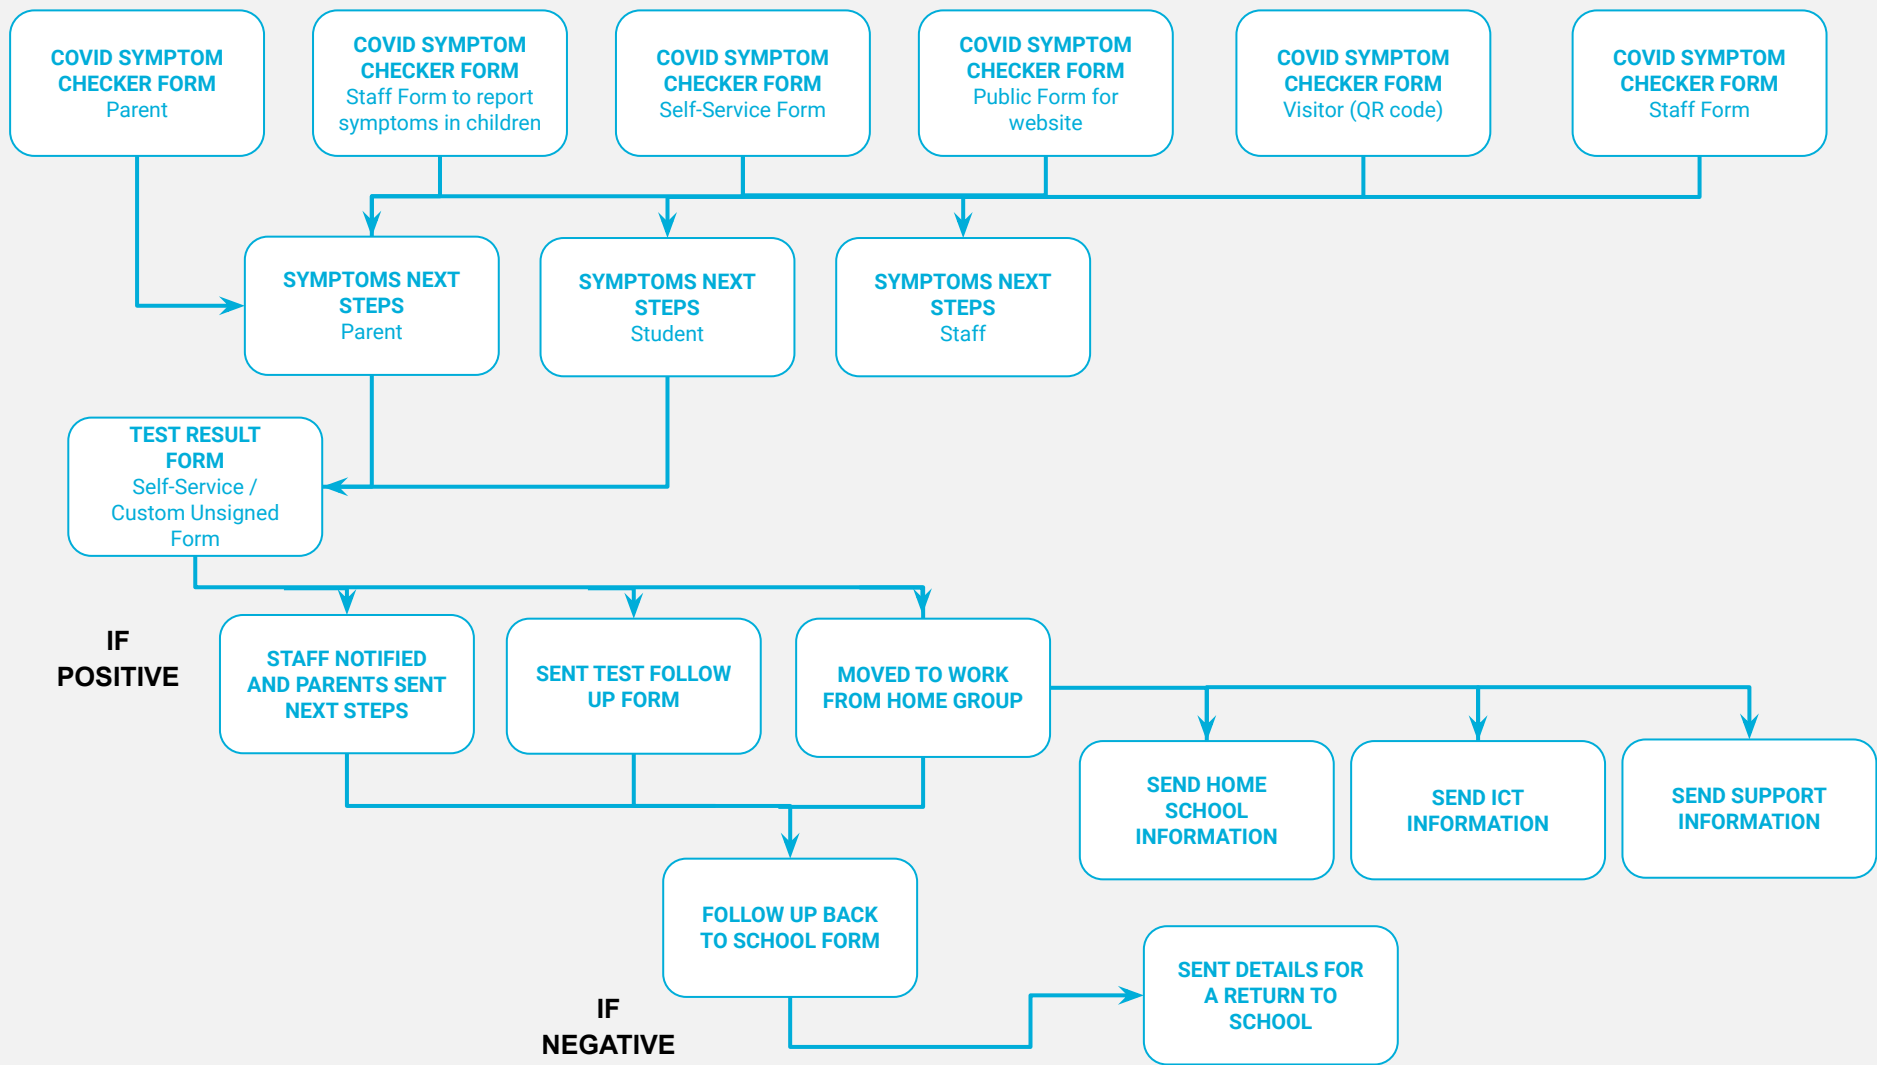 COVID SYMPTOM
CHECKER FORM
Parent
COVID SYMPTOM
CHECKER FORM
Staff Form to report
symptoms in children
COVID SYMPTOM
CHECKER FORM
Self-Service Form
COVID SYMPTOM
CHECKER FORM
Public Form for
website
COVID SYMPTOM
CHECKER FORM
Visitor (QR code)
COVID SYMPTOM
CHECKER FORM
Staff Form
SYMPTOMS NEXT
STEPS
Parent
SYMPTOMS NEXT
STEPS
Student
SYMPTOMS NEXT
STEPS
Staff
TEST RESULT
FORM
Self-Service /
Custom Unsigned
Form
IF
POSITIVE
STAFF NOTIFIED
AND PARENTS SENT
NEXT STEPS
SENT TEST FOLLOW
UP FORM
MOVED TO WORK
FROM HOME GROUP
SEND HOME
SCHOOL
INFORMATION
SEND ICT
INFORMATION
SEND SUPPORT
INFORMATION
FOLLOW UP BACK
TO SCHOOL FORM
IF
NEGATIVE
SENT DETAILS FOR
A RETURN TO
SCHOOL